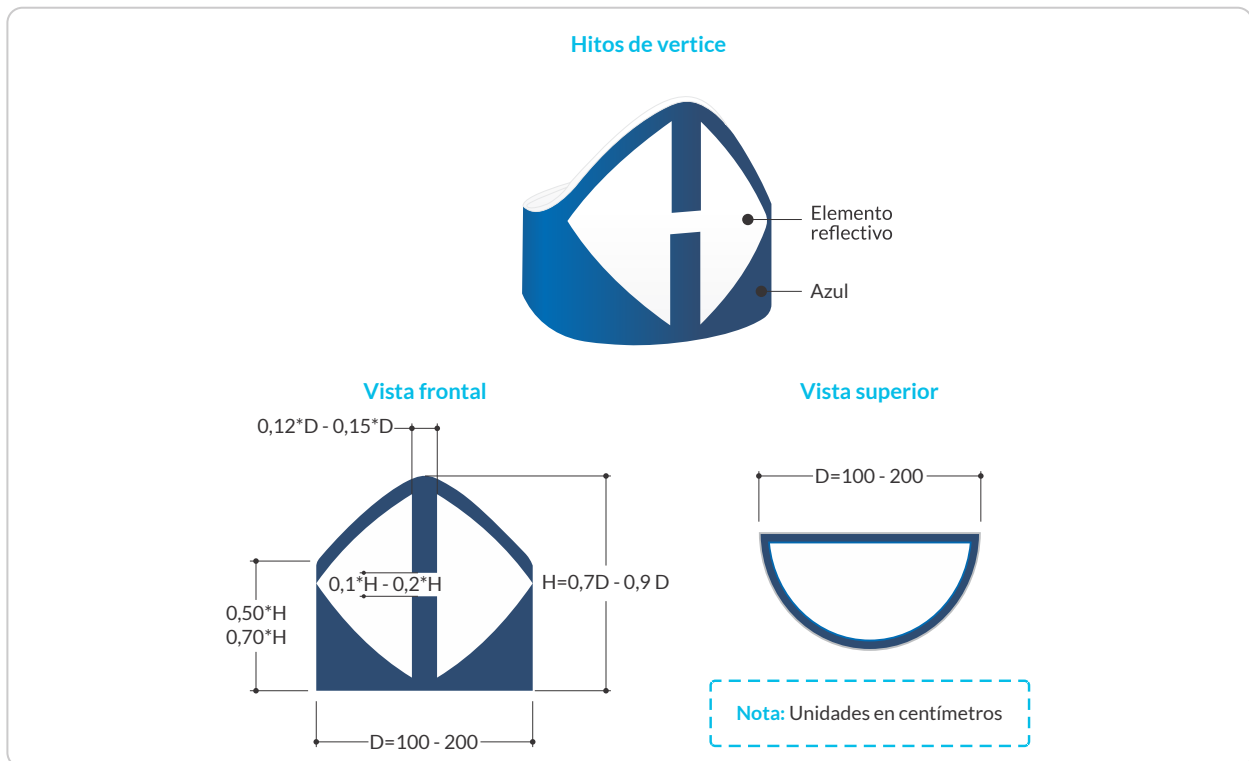 Hitos de vertice
Elemento
reflectivo
Azul
Vista frontal
0,12*D - 0,15*D
0,1*H - 0,2*H
H=0,7D - 0,9 D
0,50*H
0,70*H
D=100 - 200
Vista superior
D=100 - 200
Nota: Unidades en centímetros